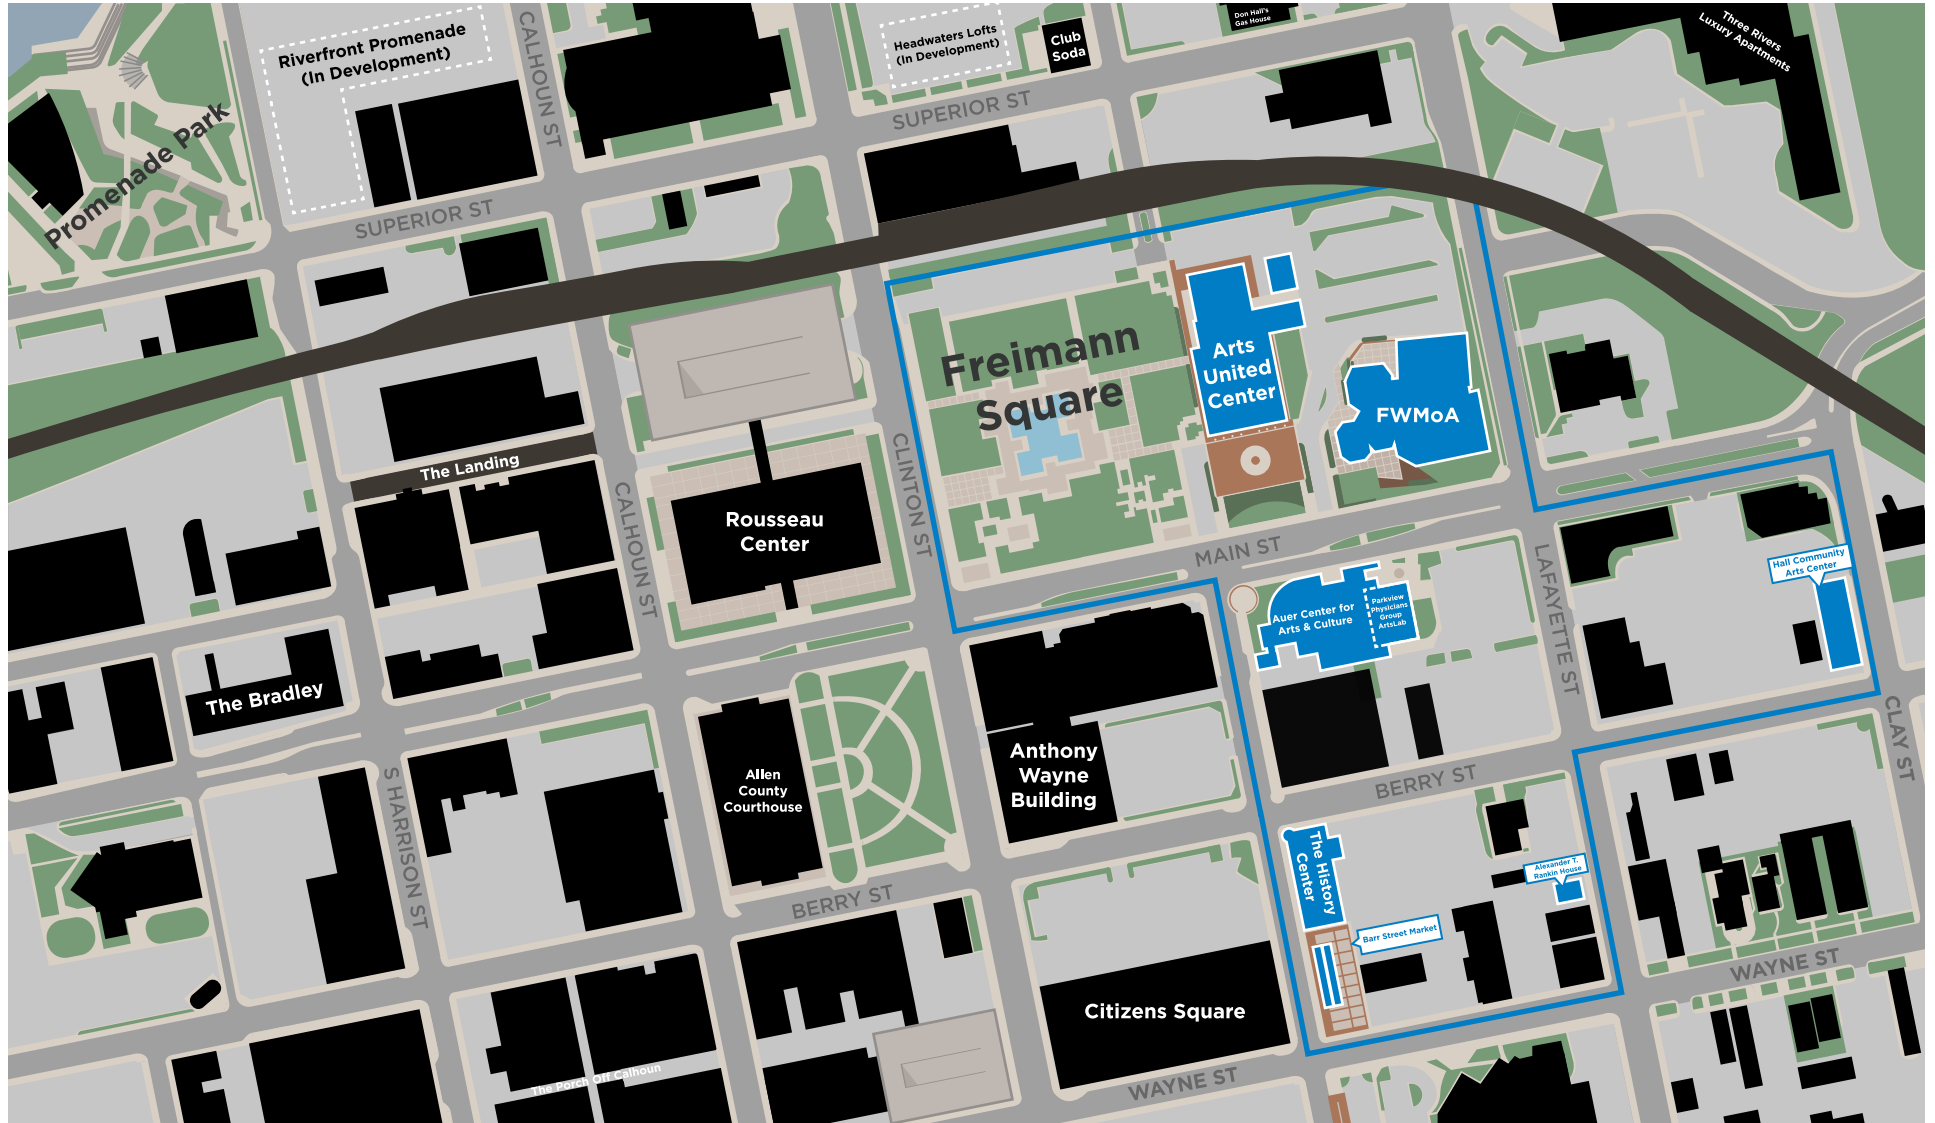 Riverfront Promenade
(In Development)
CALHOUN ST
Headwaters Lofts
(In Development)
Club
Soda
Don Hall's
Gas House
Three Rivers
Luxury Apartments
Promenade Park
SUPERIOR ST
SUPERIOR ST
Freimann
Square
Arts
United
Center
FWMoA
The Landing
CALHOUN ST
Rousseau
Center
CLINTON ST
MAIN ST
LAFAYETTE ST
Hall Community
Arts Center
Auer Center for
Arts & Culture
Parkview
Physicians
Group
ArtsLab
The Bradley
S HARRISON ST
Allen
County
Courthouse
Anthony
Wayne
Building
BERRY ST
CLAY ST
BERRY ST
The History
Center
Alexander T.
Rankin House
Barr Street Market
WAYNE ST
Citizens Square
The Porch Off Calhoun
WAYNE ST